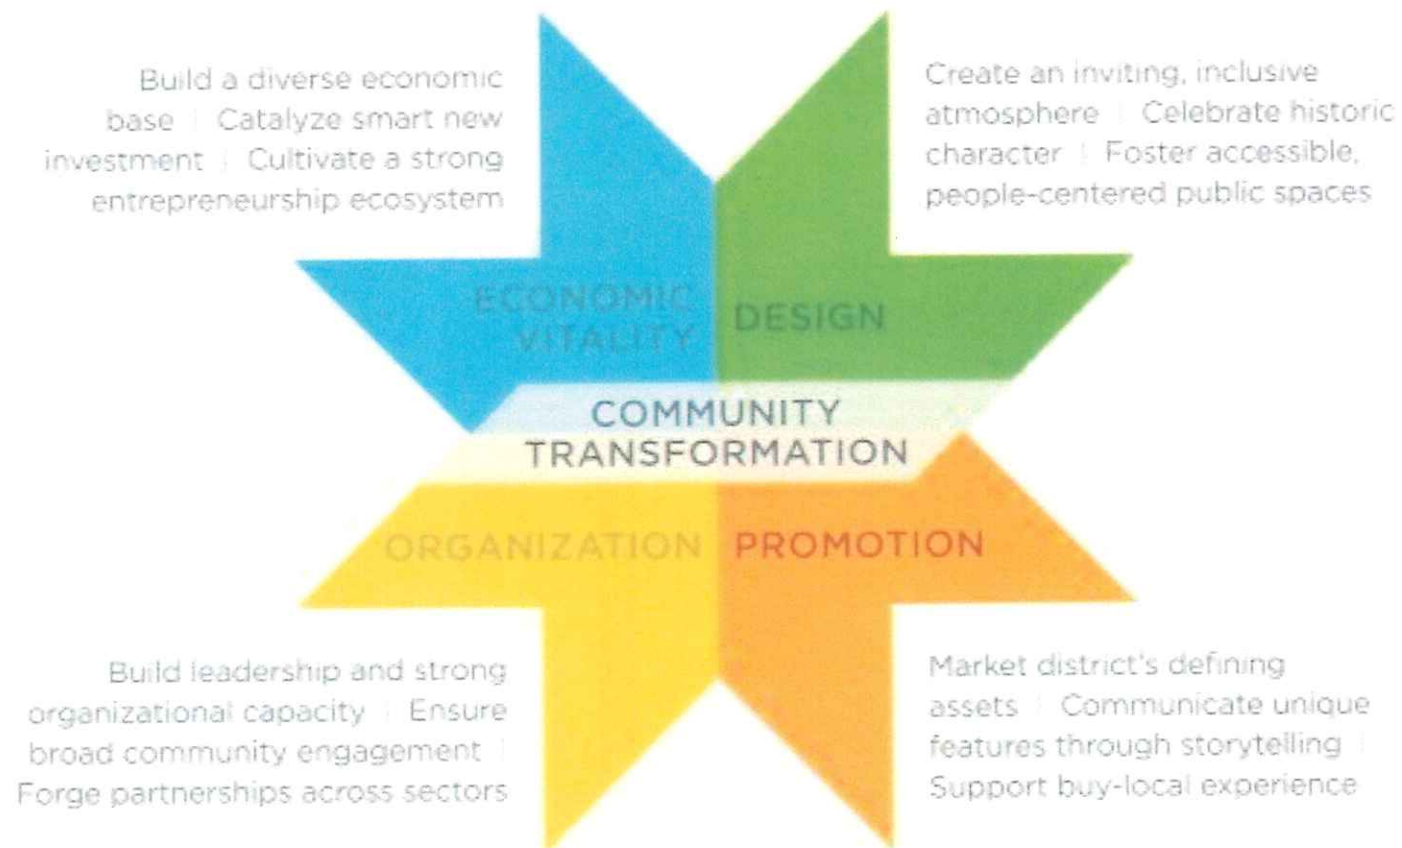 Build a diverse economic
base | Catalyze smart new
investment | Cultivate a strong
entrepreneurship ecosystem
Create an inviting, inclusive
atmosphere | Celebrate historic
character | Foster accessible,
people-centered public spaces
ECONOMIC
VITALITY
DESIGN
COMMUNITY
TRANSFORMATION
ORGANIZATION
PROMOTION
Build leadership and strong
organizational capacity | Ensure
broad community engagement |
Forge partnerships across sectors
Market district's defining
assets | Communicate unique
features through storytelling |
Support buy-local experience